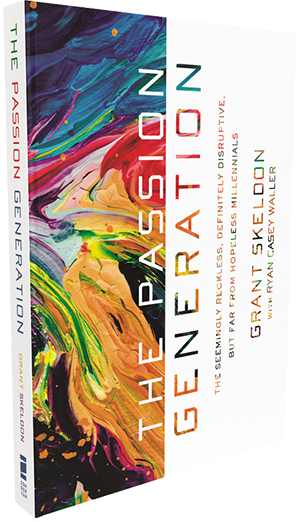 THE PASSION GENERATION
GRANT SKELDON
THE PASSION
GENERATION
THE SEEMINGLY RECKLESS, DEFINITELY DISRUPTIVE,
BUT FAR FROM HOPELESS MILLENNIALS
GRANT SKELDON
WITH RYAN CASEY WALLER